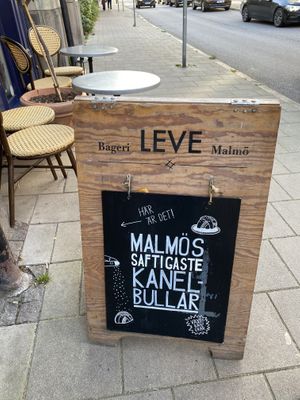 Bageri LEVE Malmö
HÄR ÄR DET!
MALMÖS
SAFTIGASTE
KANEL-
BULLAR